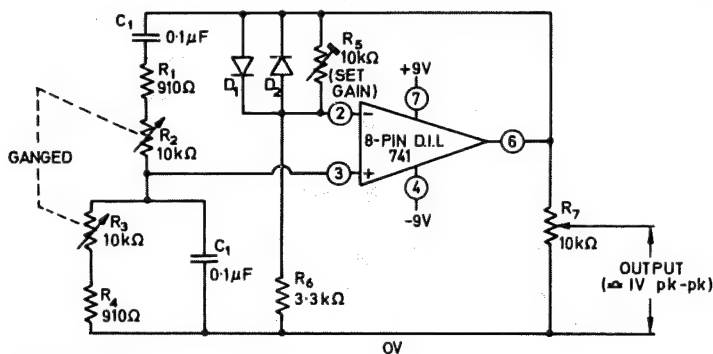 C1
0·1µF
R1
910Ω
R2
10kΩ
GANGED
R3
10kΩ
R4
910Ω
C1
0·1µF
D1
D2
R5
10kΩ
(SET
GAIN)
+9V
7
2
−
8-PIN D.I.L
741
6
3
+
4
-9V
R6
3·3kΩ
R7
10kΩ
OUTPUT
(≏ 1V pk-pk)
0V